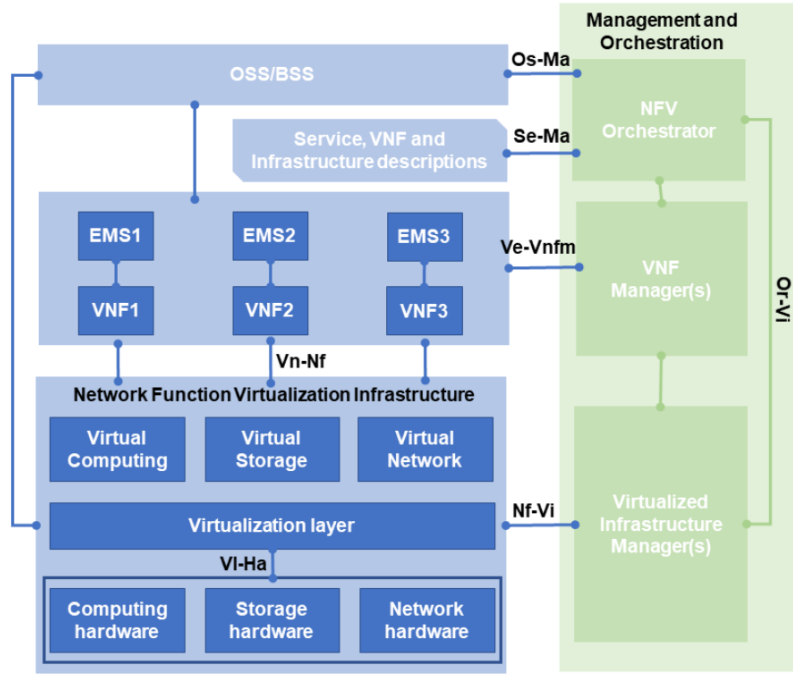 Management and
Orchestration
OSS/BSS
Os-Ma
NFV
Orchestrator
Service, VNF and
Infrastructure descriptions
Se-Ma
EMS1
EMS2
EMS3
Ve-Vnfm
VNF
Manager(s)
Or-Vi
VNF1
VNF2
VNF3
Vn-Nf
Network Function Virtualization Infrastructure
Virtual
Computing
Virtual
Storage
Virtual
Network
Virtualization layer
Nf-Vi
Virtualized
Infrastructure
Manager(s)
VI-Ha
Computing
hardware
Storage
hardware
Network
hardware